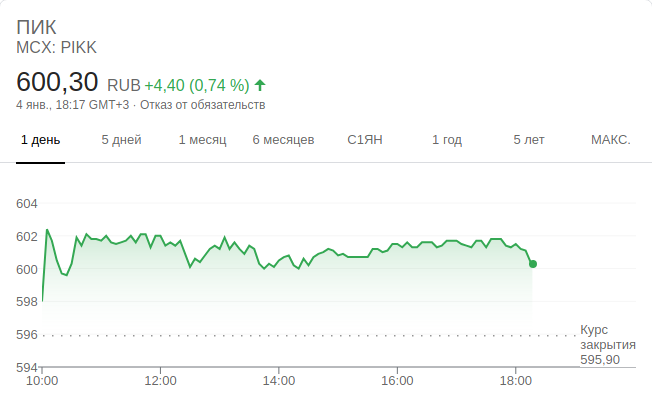 ПИК
MCX: PIKK
600,30 RUB +4,40 (0,74 %)
4 янв., 18:17 GMT+3 · Отказ от обязательств
1 день 5 дней 1 месяц 6 месяцев С1ЯН 1 год 5 лет МАКС.
604
602
600
598
596
Курс
закрытия
595,90
594
10:00 12:00 14:00 16:00 18:00